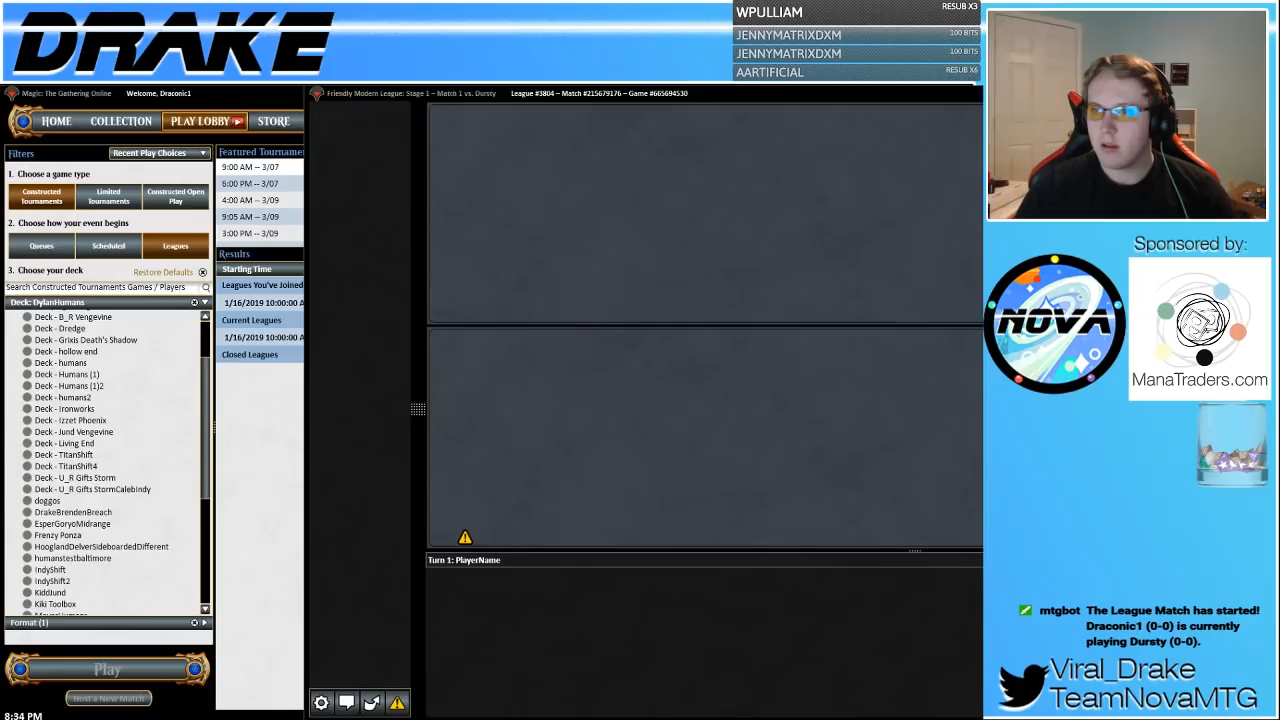 DRAKE
WPULLIAM RESUB X3
JENNYMATRIXDXM 100 BITS
JENNYMATRIXDXM 100 BITS
AARTIFICIAL RESUB X6
Magic: The Gathering Online Welcome, Draconic1
Friendly Modern League: Stage 1 – Match 1 vs. Dursty League #3804 – Match #215679176 – Game #665694530
HOME COLLECTION PLAY LOBBY STORE
Filters Recent Play Choices
1. Choose a game type
Constructed Tournaments
Limited Tournaments
Constructed Open Play
2. Choose how your event begins
Queues Scheduled Leagues
3. Choose your deck Restore Defaults
Search Constructed Tournaments Games / Players
Deck: DylanHumans
Deck - B_R Vengevine
Deck - Dredge
Deck - Grixis Death's Shadow
Deck - hollow end
Deck - humans
Deck - Humans (1)
Deck - Humans (1)2
Deck - humans2
Deck - Ironworks
Deck - Izzet Phoenix
Deck - Jund Vengevine
Deck - Living End
Deck - TitanShift
Deck - TitanShift4
Deck - U_R Gifts Storm
Deck - U_R Gifts StormCalebIndy
doggos
DrakeBrendenBreach
EsperGoryoMidrange
Frenzy Ponza
HooglandDelverSideboardedDifferent
humanstestbaltimore
IndyShift
IndyShift2
KiddJund
Kiki Toolbox
Format (1)
Play
Host a New Match
8:34 PM
Featured Tourname
9:00 AM -- 3/07
6:00 PM -- 3/07
4:00 AM -- 3/09
9:05 AM -- 3/09
3:00 PM -- 3/09
Results
Starting Time
Leagues You've Joined
1/16/2019 10:00:00 A
Current Leagues
1/16/2019 10:00:00 A
Closed Leagues
Turn 1: PlayerName
Sponsored by:
NOVA
ManaTraders.com
mtgbot The League Match has started!
Draconic1 (0-0) is currently
playing Dursty (0-0).
Viral_Drake
TeamNovaMTG